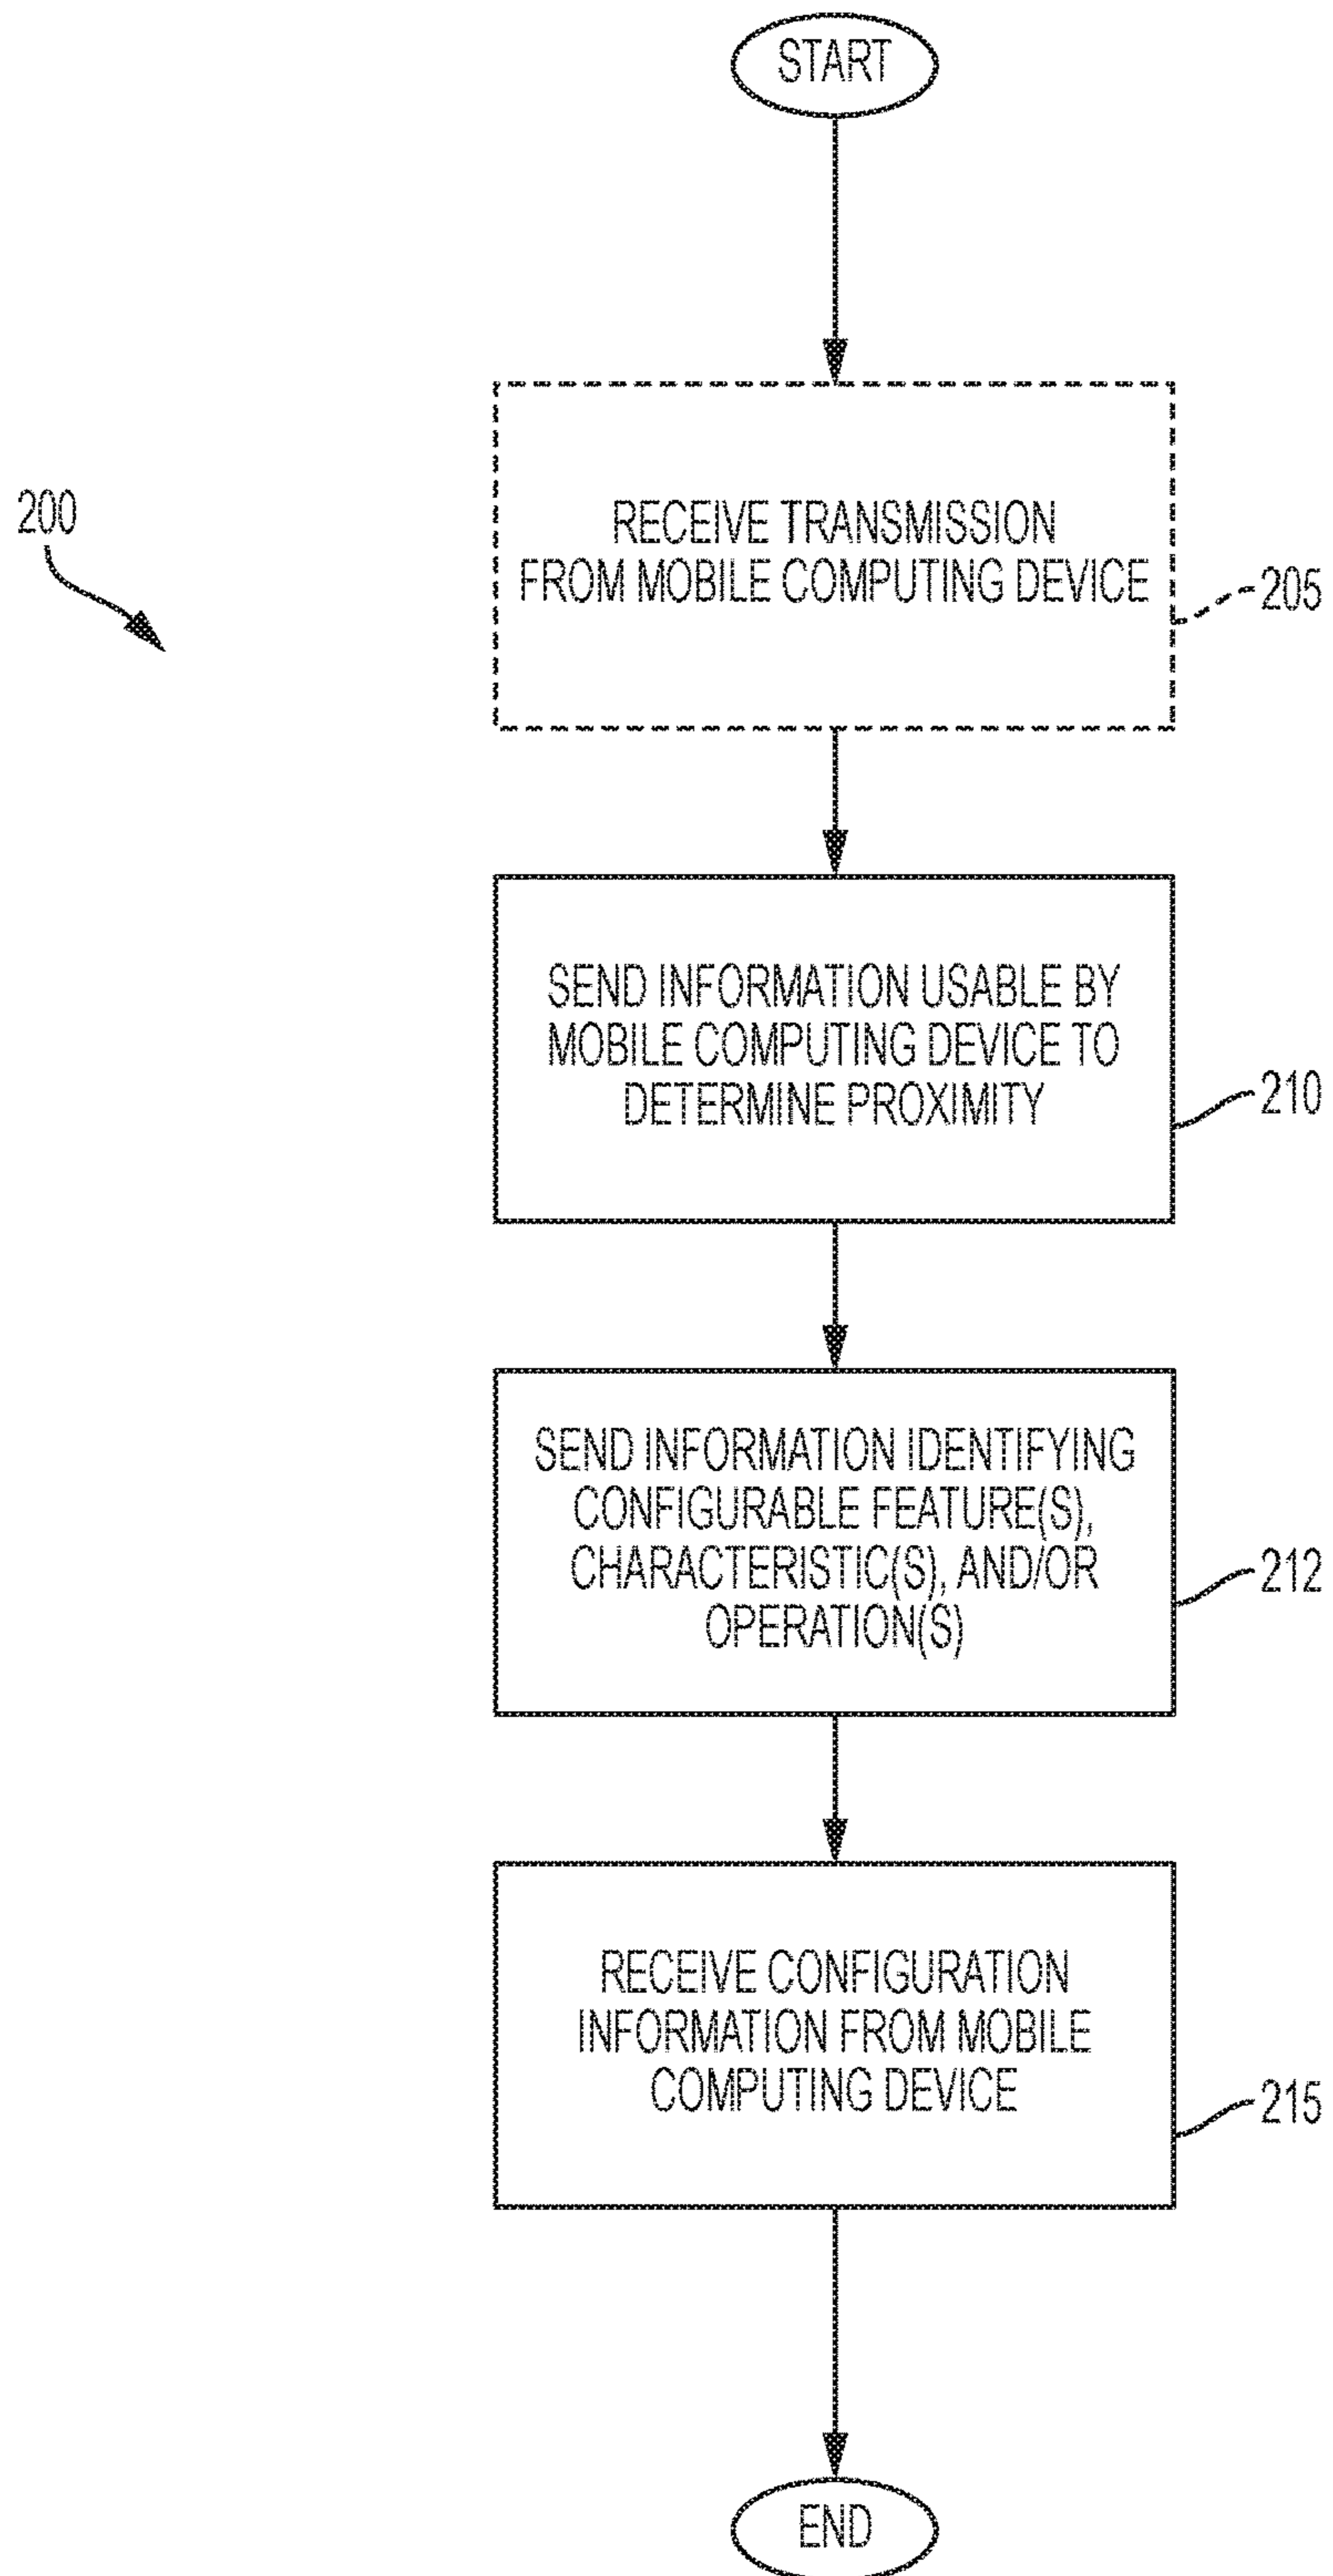 START
200
RECEIVE TRANSMISSION
FROM MOBILE COMPUTING DEVICE
205
SEND INFORMATION USABLE BY
MOBILE COMPUTING DEVICE TO
DETERMINE PROXIMITY
210
SEND INFORMATION IDENTIFYING
CONFIGURABLE FEATURE(S),
CHARACTERISTIC(S), AND/OR
OPERATION(S)
212
RECEIVE CONFIGURATION
INFORMATION FROM MOBILE
COMPUTING DEVICE
215
END